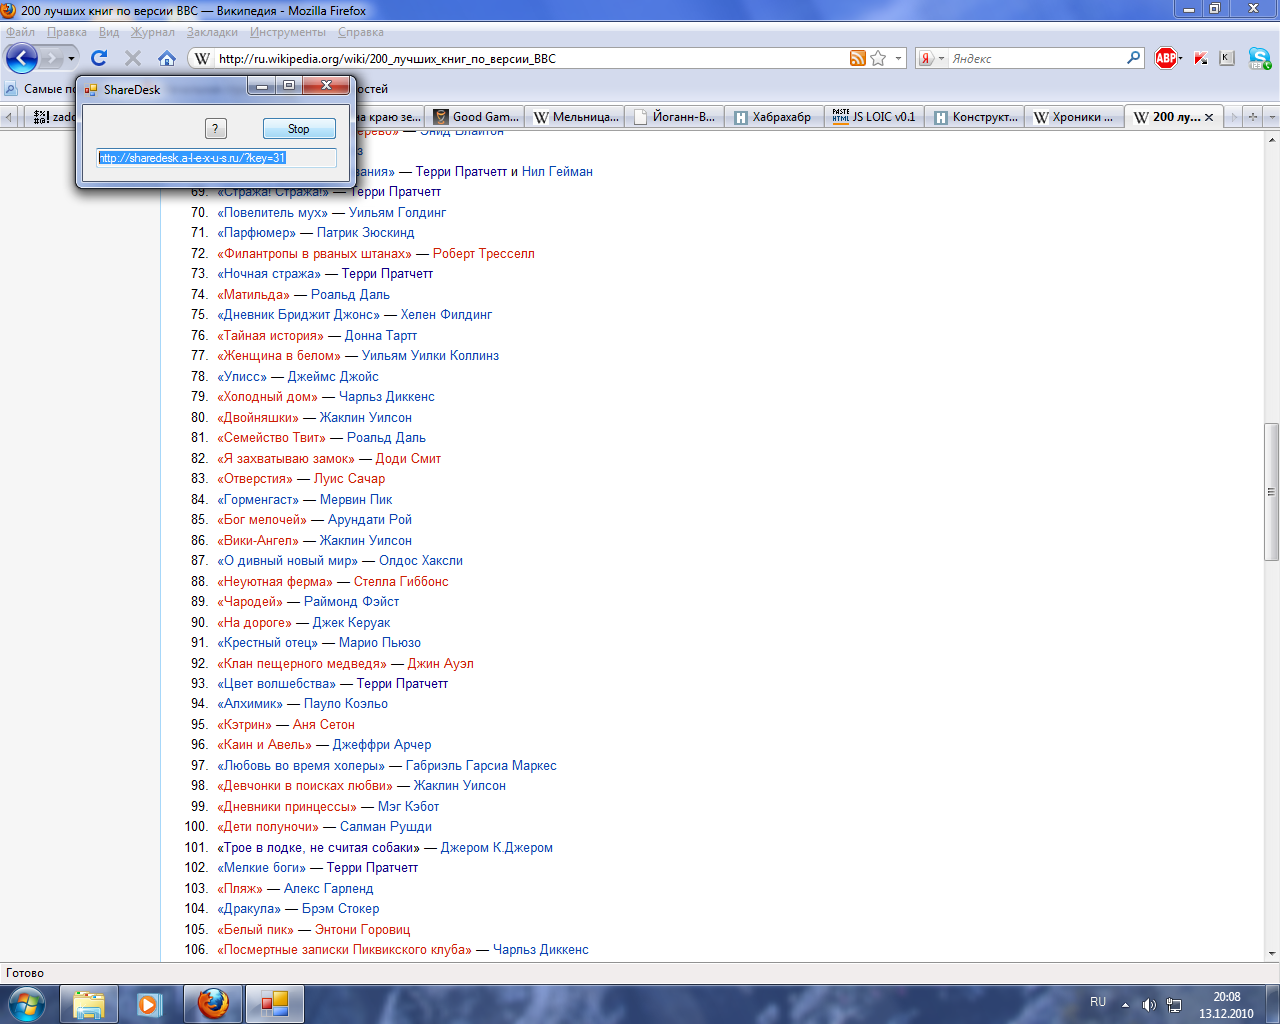 200 лучших книг по версии BBC — Википедия - Mozilla Firefox
Файл Правка Вид Журнал Закладки Инструменты Справка
http://ru.wikipedia.org/wiki/200_лучших_книг_по_версии_BBC
Яндекс
ABP
Самые по
ShareDesk
? Stop
http://sharedesk.a-l-e-x-u-s.ru/?key=31
zado
на краю зе...
Good Gam...
Мельница...
Йоганн-В...
Хабрахабр
JS LOIC v0.1
Конструкт...
Хроники ...
200 лу...
— Энид Блайтон
— Терри Пратчетт и Нил Гейман
69. «Стража! Стража!» — Терри Пратчетт
70. «Повелитель мух» — Уильям Голдинг
71. «Парфюмер» — Патрик Зюскинд
72. «Филантропы в рваных штанах» — Роберт Тресселл
73. «Ночная стража» — Терри Пратчетт
74. «Матильда» — Роальд Даль
75. «Дневник Бриджит Джонс» — Хелен Филдинг
76. «Тайная история» — Донна Тартт
77. «Женщина в белом» — Уильям Уилки Коллинз
78. «Улисс» — Джеймс Джойс
79. «Холодный дом» — Чарльз Диккенс
80. «Двойняшки» — Жаклин Уилсон
81. «Семейство Твит» — Роальд Даль
82. «Я захватываю замок» — Доди Смит
83. «Отверстия» — Луис Сачар
84. «Горменгаст» — Мервин Пик
85. «Бог мелочей» — Арундати Рой
86. «Вики-Ангел» — Жаклин Уилсон
87. «О дивный новый мир» — Олдос Хаксли
88. «Неуютная ферма» — Стелла Гиббонс
89. «Чародей» — Раймонд Фэйст
90. «На дороге» — Джек Керуак
91. «Крестный отец» — Марио Пьюзо
92. «Клан пещерного медведя» — Джин Ауэл
93. «Цвет волшебства» — Терри Пратчетт
94. «Алхимик» — Пауло Коэльо
95. «Кэтрин» — Аня Сетон
96. «Каин и Авель» — Джеффри Арчер
97. «Любовь во время холеры» — Габриэль Гарсиа Маркес
98. «Девчонки в поисках любви» — Жаклин Уилсон
99. «Дневники принцессы» — Мэг Кэбот
100. «Дети полуночи» — Салман Рушди
101. «Трое в лодке, не считая собаки» — Джером К.Джером
102. «Мелкие боги» — Терри Пратчетт
103. «Пляж» — Алекс Гарленд
104. «Дракула» — Брэм Стокер
105. «Белый пик» — Энтони Горовиц
106. «Посмертные записки Пиквикского клуба» — Чарльз Диккенс
Готово
RU
20:08
13.12.2010